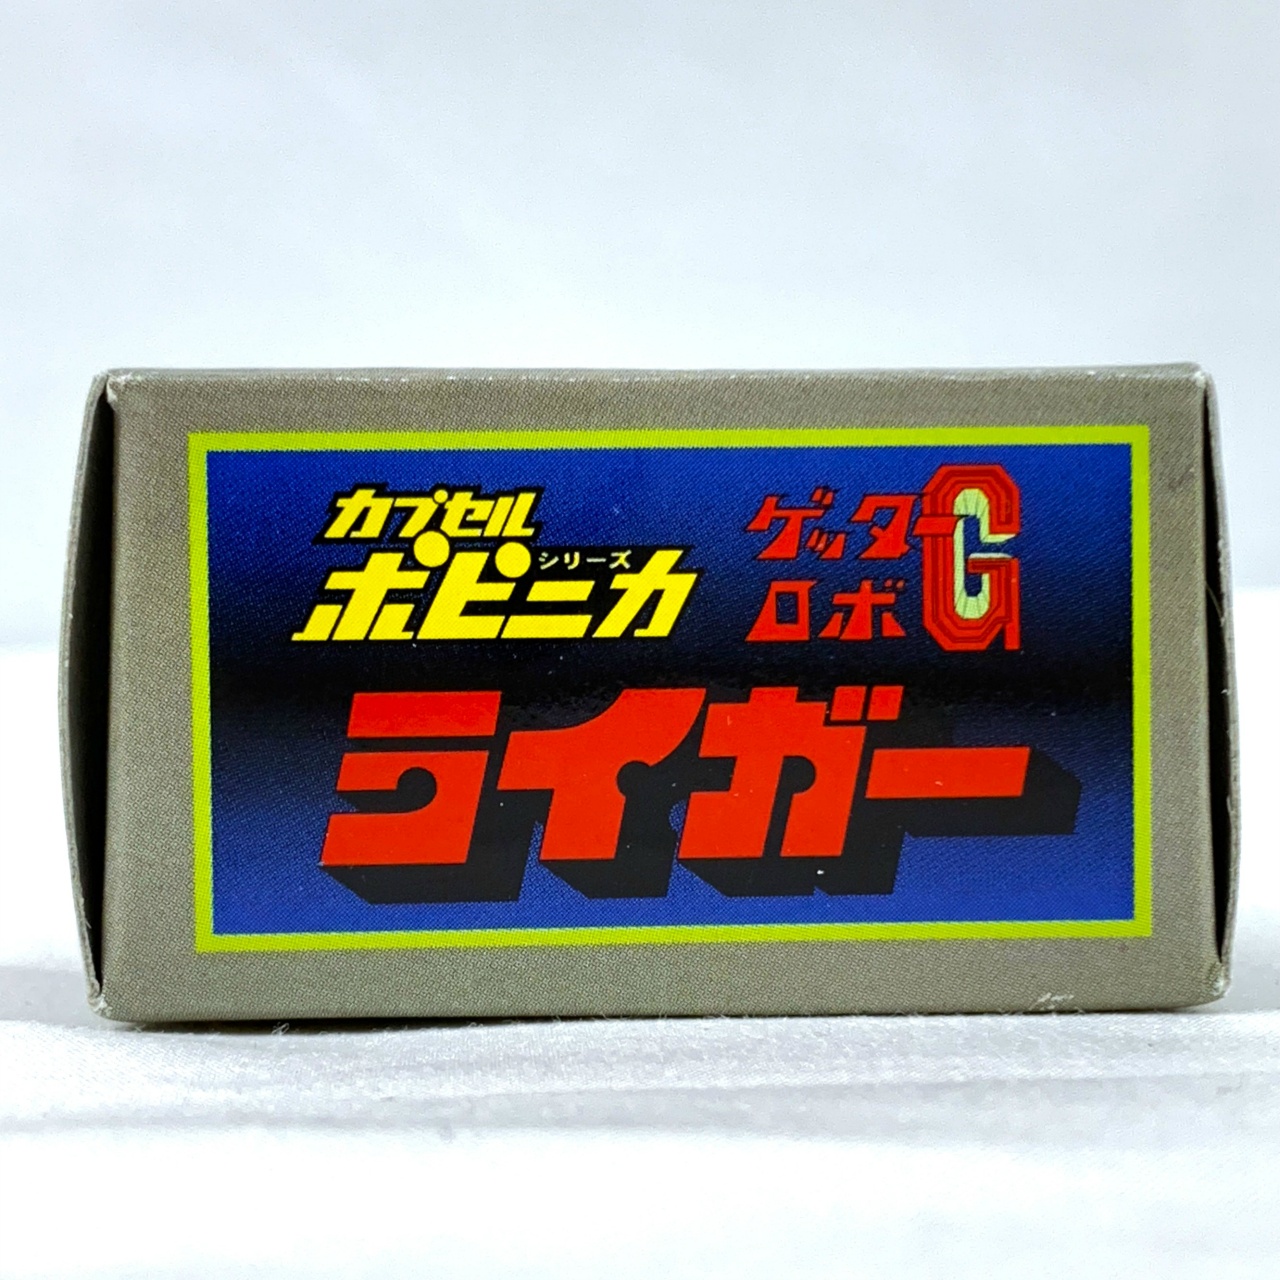 カプセル
ポピニカ
シリーズ
ゲッター
ロボ G
ライガー